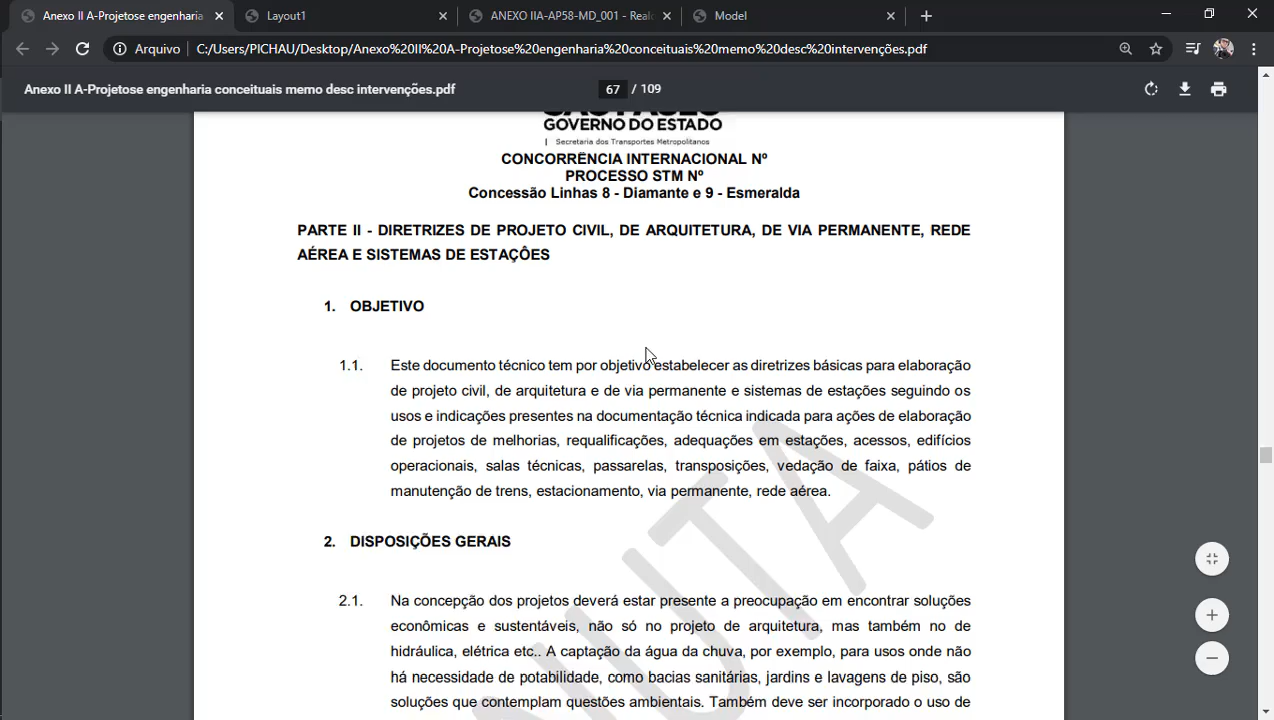 Anexo II A-Projetose engenharia
Layout1
ANEXO IIA-AP58-MD_001 - Realo
Model
Arquivo
C:/Users/PICHAU/Desktop/Anexo%20II%20A-Projetose%20engenharia%20conceituais%20memo%20desc%20intervenções.pdf
Anexo II A-Projetose engenharia conceituais memo desc intervenções.pdf
67 / 109
GOVERNO DO ESTADO
| Secretaria dos Transportes Metropolitanos
CONCORRÊNCIA INTERNACIONAL Nº
PROCESSO STM Nº
Concessão Linhas 8 - Diamante e 9 - Esmeralda
PARTE II - DIRETRIZES DE PROJETO CIVIL, DE ARQUITETURA, DE VIA PERMANENTE, REDE
AÉREA E SISTEMAS DE ESTAÇÕES
1. OBJETIVO
1.1. Este documento técnico tem por objetivo estabelecer as diretrizes básicas para elaboração
de projeto civil, de arquitetura e de via permanente e sistemas de estações seguindo os
usos e indicações presentes na documentação técnica indicada para ações de elaboração
de projetos de melhorias, requalificações, adequações em estações, acessos, edifícios
operacionais, salas técnicas, passarelas, transposições, vedação de faixa, pátios de
manutenção de trens, estacionamento, via permanente, rede aérea.
2. DISPOSIÇÕES GERAIS
2.1. Na concepção dos projetos deverá estar presente a preocupação em encontrar soluções
econômicas e sustentáveis, não só no projeto de arquitetura, mas também no de
hidráulica, elétrica etc.. A captação da água da chuva, por exemplo, para usos onde não
há necessidade de potabilidade, como bacias sanitárias, jardins e lavagens de piso, são
soluções que contemplam questões ambientais. Também deve ser incorporado o uso de